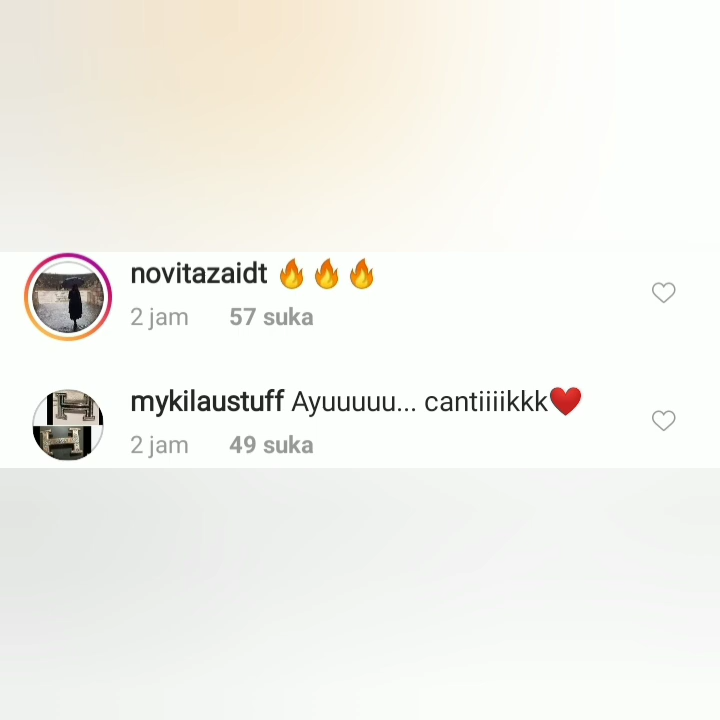 novitazaidt 🔥🔥🔥
2 jam 57 suka
mykilaustuff Ayuuuuu... cantiiiikkk❤️
2 jam 49 suka